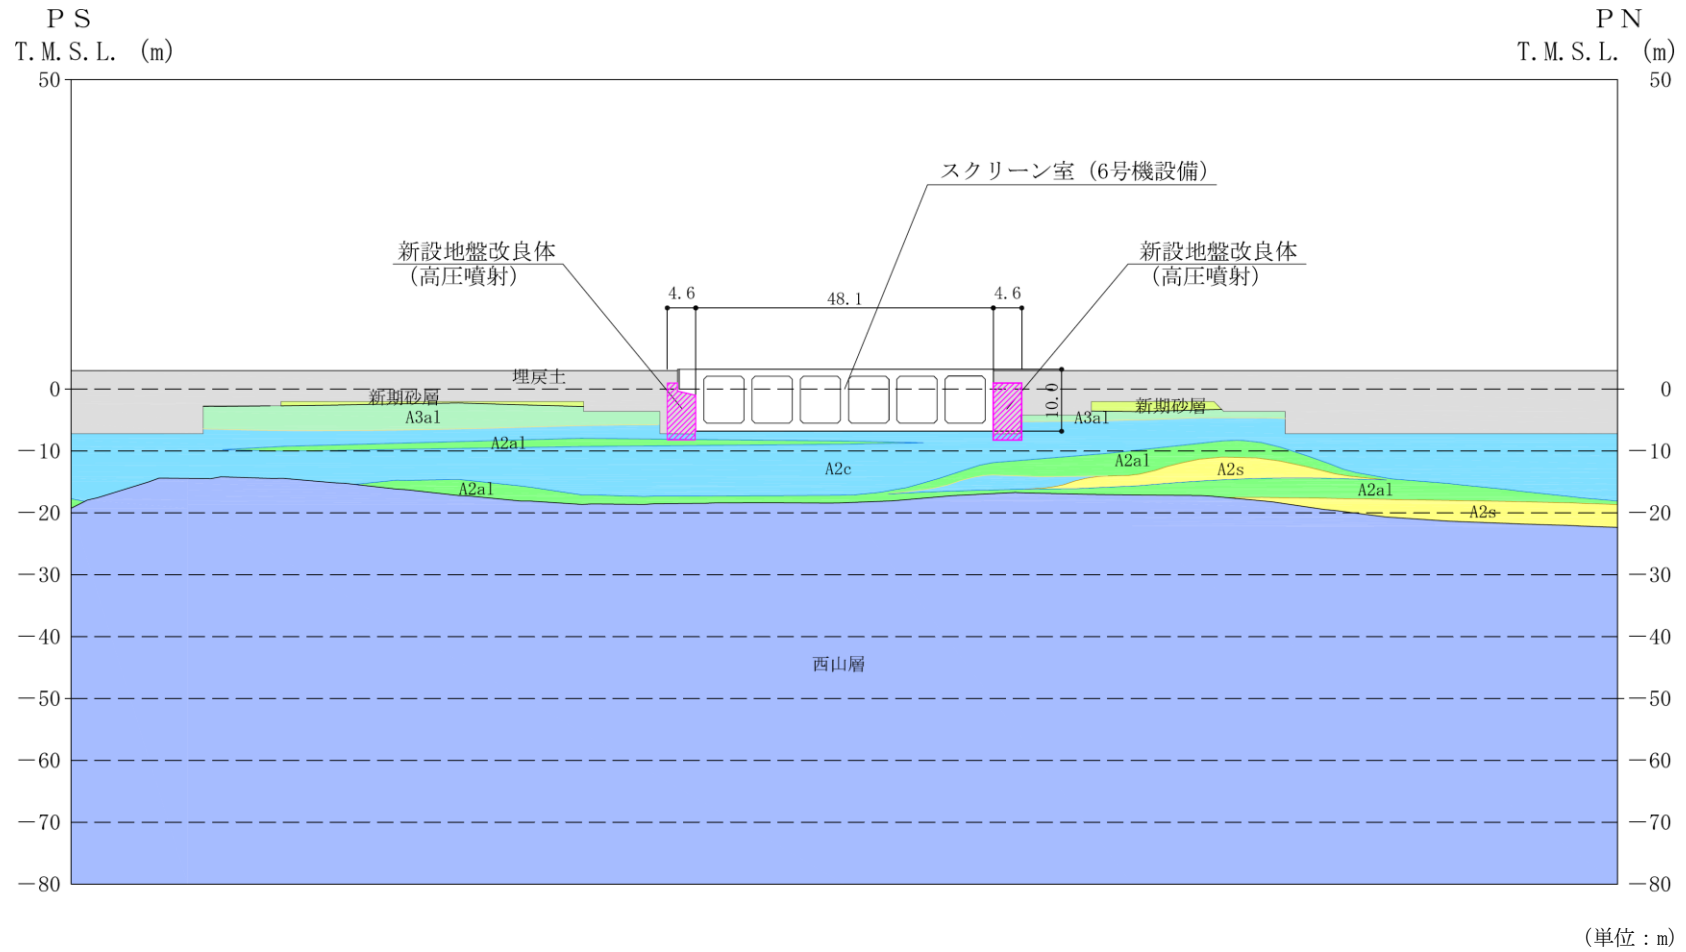 ＰＳ
ＰＮ
T.M.S.L. (m)
T.M.S.L. (m)
50
50
スクリーン室（6号機設備）
新設地盤改良体
（高圧噴射）
新設地盤改良体
（高圧噴射）
4.6
48.1
4.6
埋戻土
0
0
新期砂層
新期砂層
10.0
A3al
A3al
A2al
－10
－10
A2al
A2c
A2s
A2al
A2al
－20
A2s
－20
－30
－30
－40
－40
西山層
－50
－50
－60
－60
－70
－70
－80
－80
（単位：m）